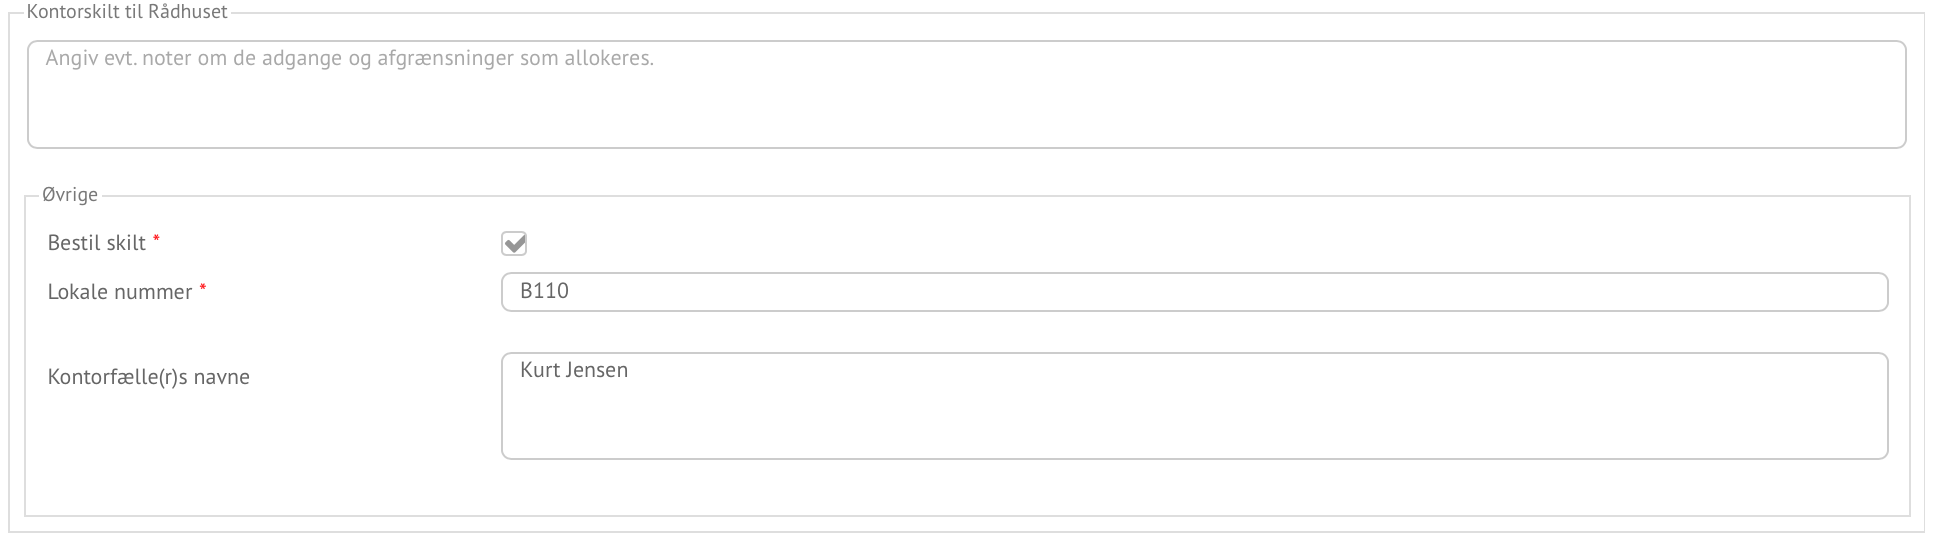 Kontorskilt til Rådhuset
Angiv evt. noter om de adgange og afgrænsninger som allokeres.
Øvrige
Bestil skilt *
Lokale nummer *
B110
Kontorfælle(r)s navne
Kurt Jensen